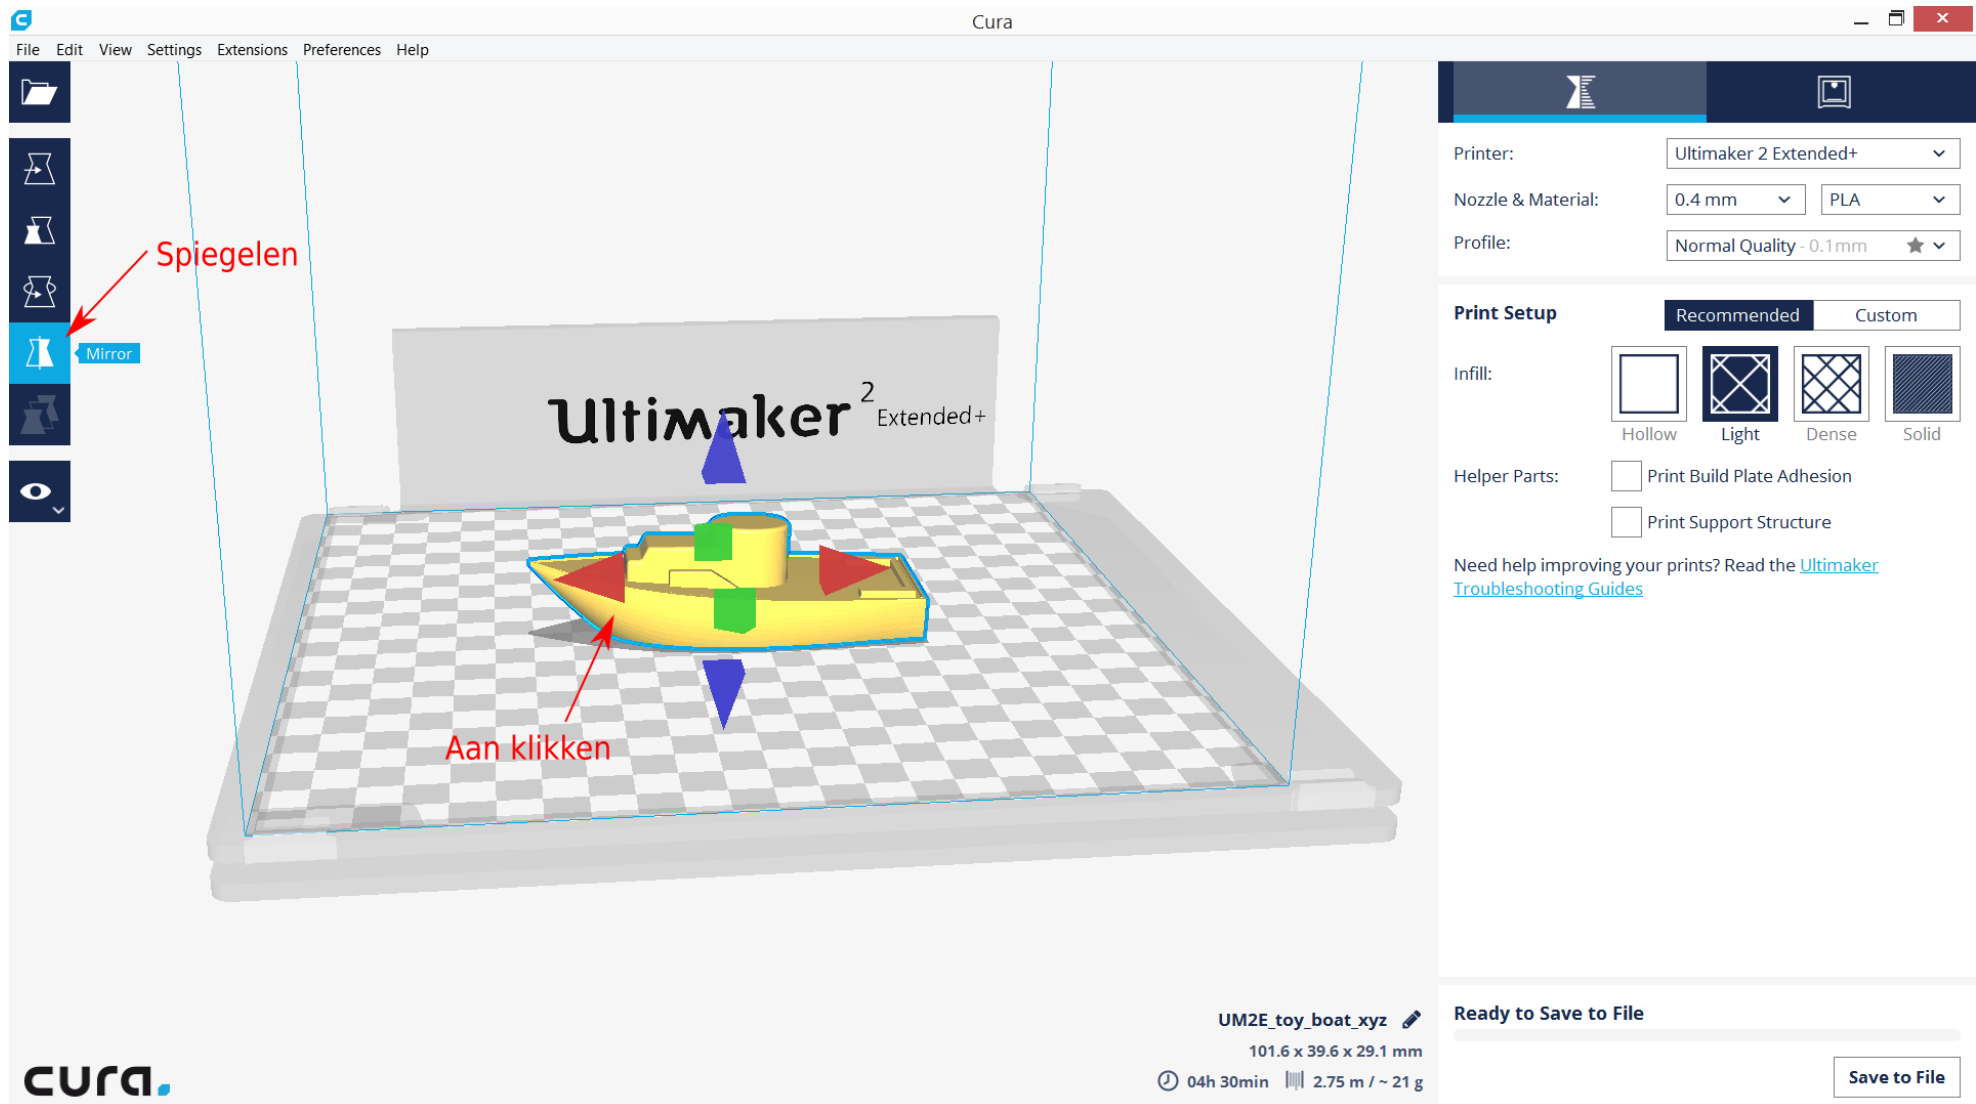 Cura
File Edit View Settings Extensions Preferences Help
Spiegelen
Mirror
Ultimaker 2 Extended+
Aan klikken
UM2E_toy_boat_xyz
101.6 x 39.6 x 29.1 mm
04h 30min 2.75 m / ~ 21 g
cura.
Printer: Ultimaker 2 Extended+
Nozzle & Material: 0.4 mm PLA
Profile: Normal Quality - 0.1mm
Print Setup Recommended Custom
Infill:
Hollow Light Dense Solid
Helper Parts: Print Build Plate Adhesion
Print Support Structure
Need help improving your prints? Read the Ultimaker
Troubleshooting Guides
Ready to Save to File
Save to File